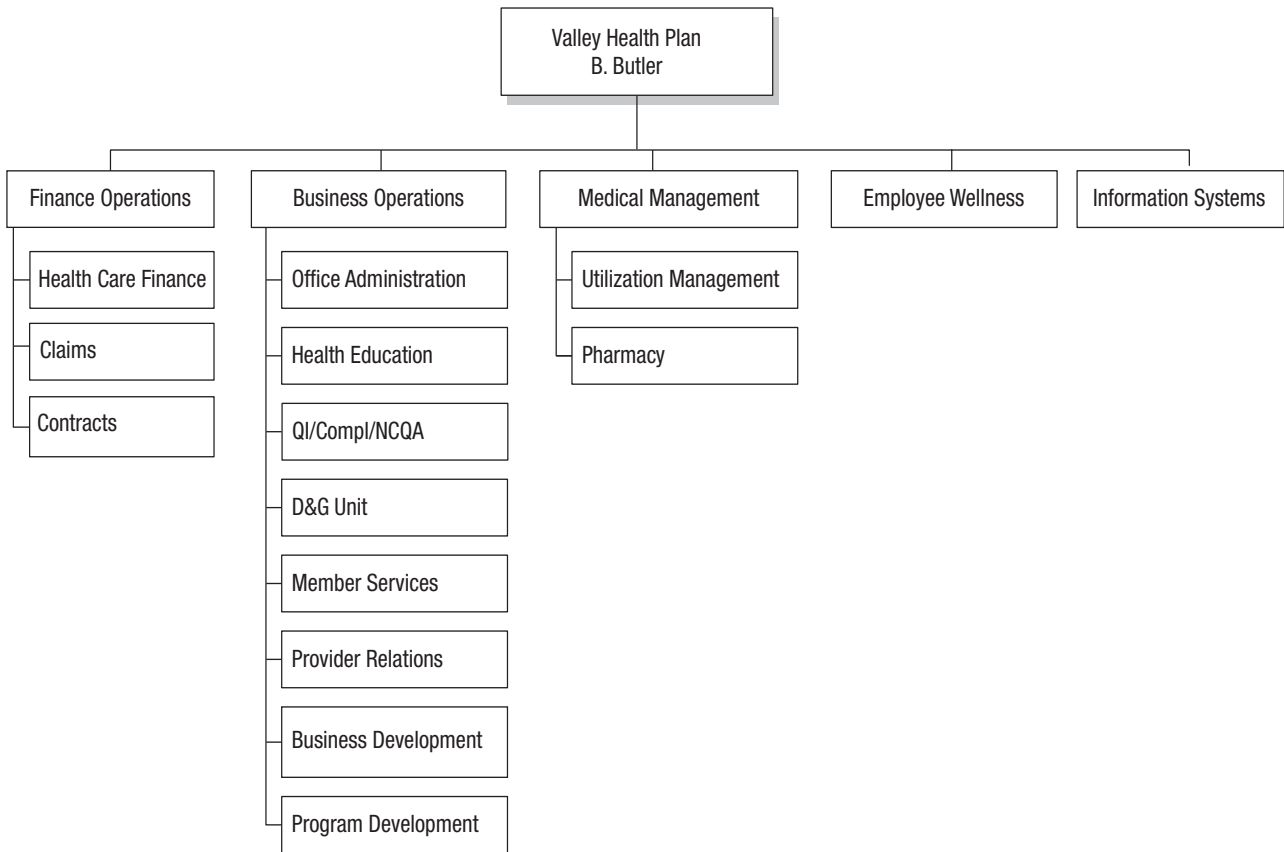 Valley Health Plan
B. Butler
Finance Operations
Business Operations
Medical Management
Employee Wellness
Information Systems
Health Care Finance
Claims
Contracts
Office Administration
Health Education
QI/Compl/NCQA
D&G Unit
Member Services
Provider Relations
Business Development
Program Development
Utilization Management
Pharmacy